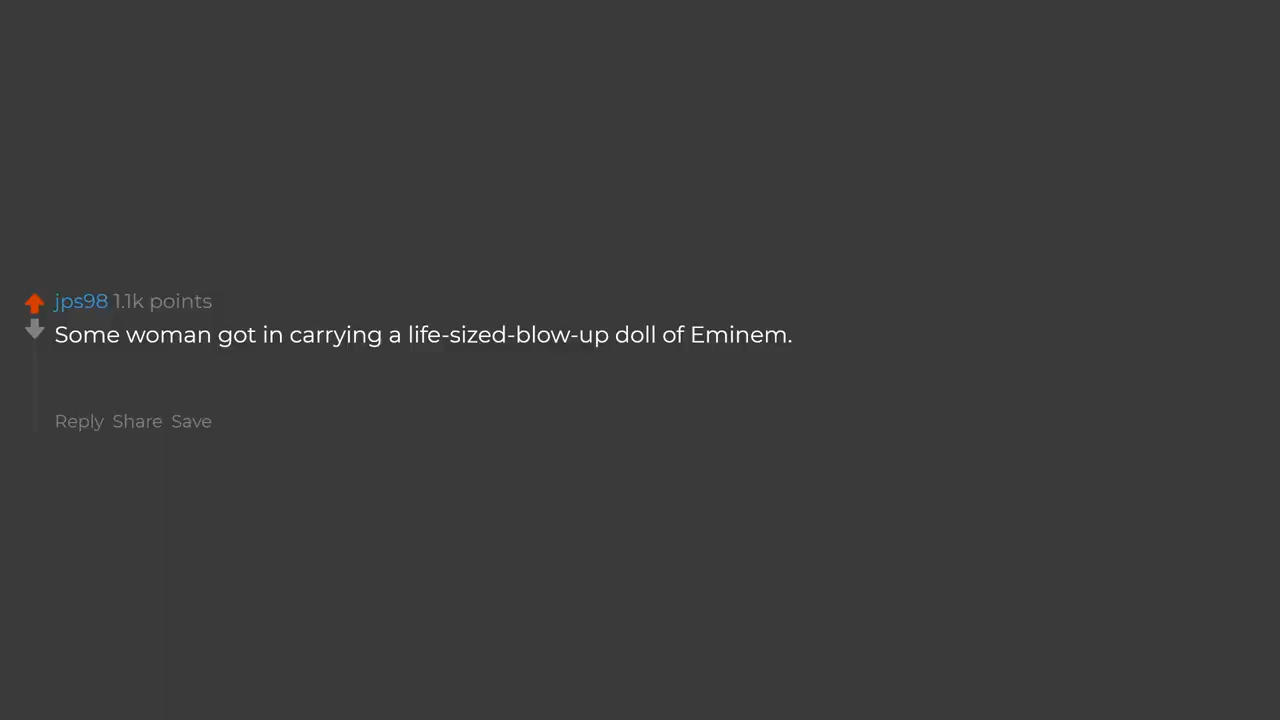 jps98 1.1k points
Some woman got in carrying a life-sized-blow-up doll of Eminem.
Reply Share Save